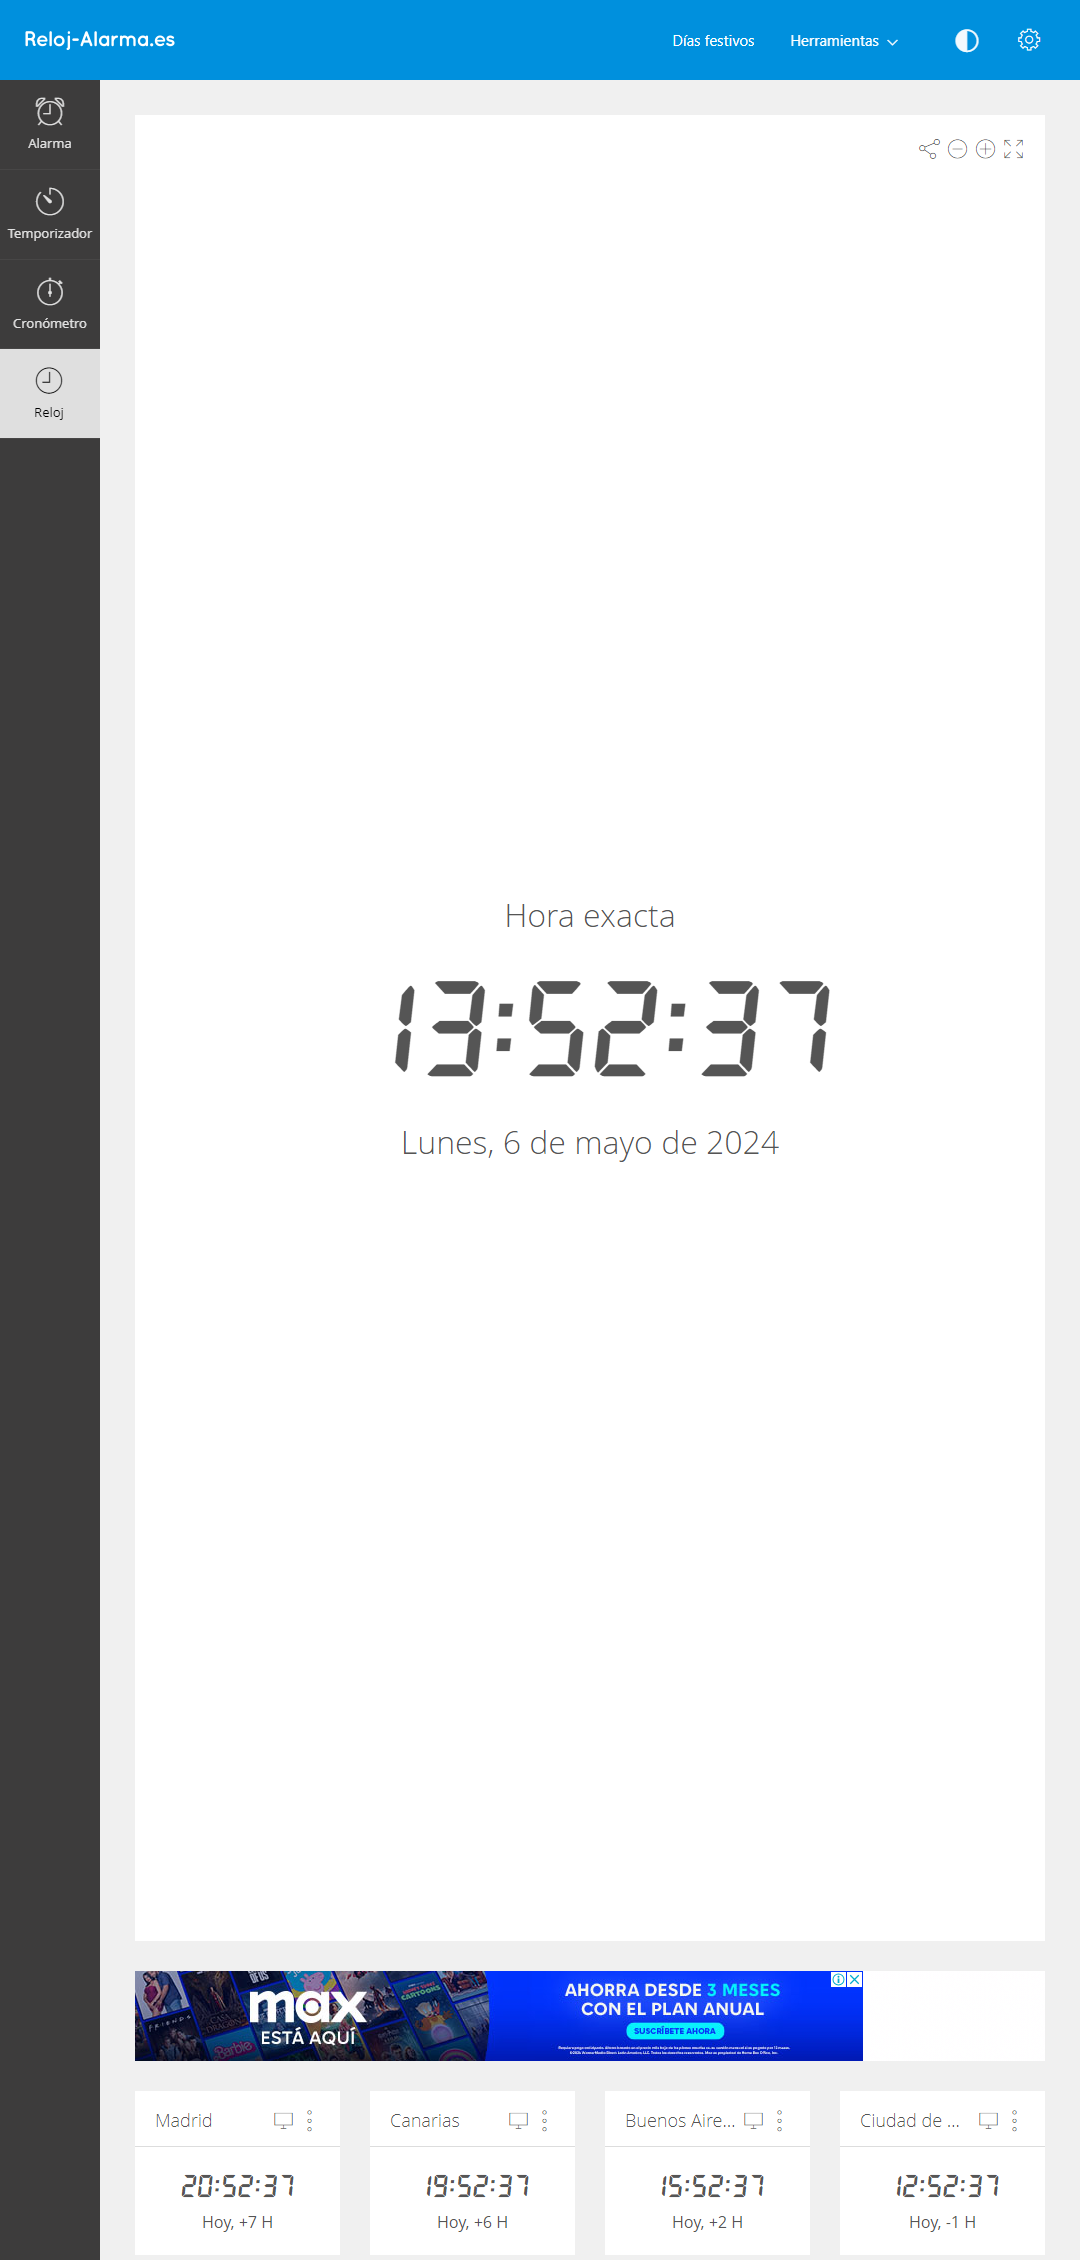 Reloj-Alarma.es
Días festivos
Herramientas
Alarma
Temporizador
Cronómetro
Reloj
Hora exacta
13:52:37
Lunes, 6 de mayo de 2024
FRIENDS
Barbie
CARTOONS
max
ESTÁ AQUÍ
AHORRA DESDE 3 MESES
CON EL PLAN ANUAL
SUSCRÍBETE AHORA
Madrid
20:52:37
Hoy, +7 H
Canarias
19:52:37
Hoy, +6 H
Buenos Aire...
15:52:37
Hoy, +2 H
Ciudad de ...
12:52:37
Hoy, -1 H